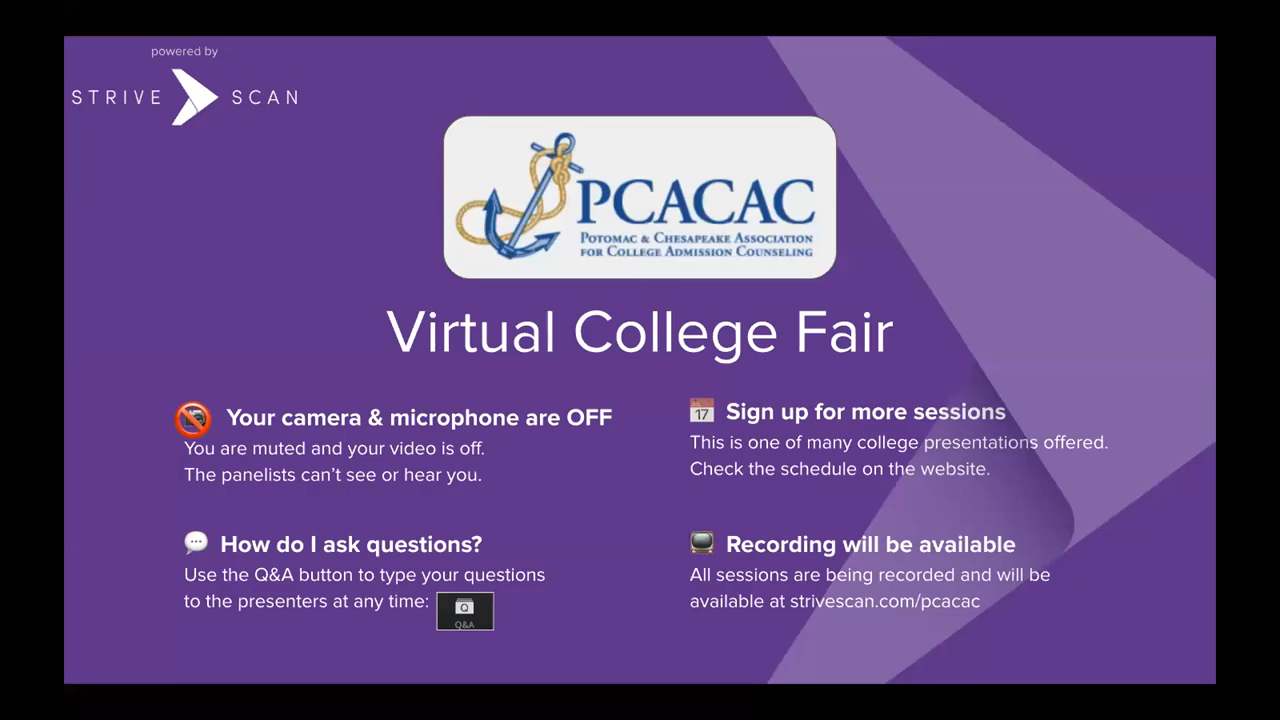 powered by
STRIVE SCAN
PCACAC
POTOMAC & CHESAPEAKE ASSOCIATION
FOR COLLEGE ADMISSION COUNSELING
Virtual College Fair
Your camera & microphone are OFF
You are muted and your video is off.
The panelists can't see or hear you.
17 Sign up for more sessions
This is one of many college presentations offered.
Check the schedule on the website.
How do I ask questions?
Use the Q&A button to type your questions
to the presenters at any time:
Q
Q&A
Recording will be available
All sessions are being recorded and will be
available at strivescan.com/pcacac